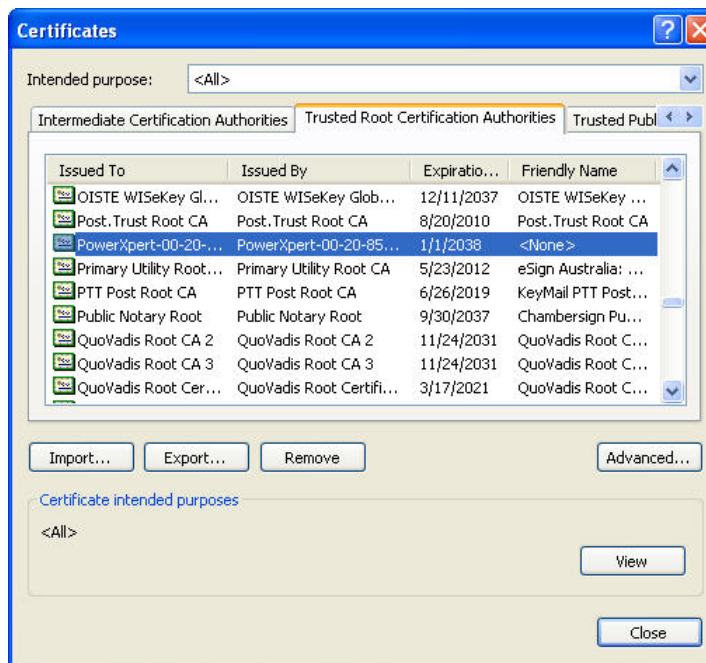 Certificates
Intended purpose: <All>
Intermediate Certification Authorities Trusted Root Certification Authorities Trusted Publ
Issued To Issued By Expiratio... Friendly Name
OISTE WISeKey Gl... OISTE WISeKey Glob... 12/11/2037 OISTE WISeKey ...
Post.Trust Root CA Post.Trust Root CA 8/20/2010 Post.Trust Root CA
PowerXpert-00-20-... PowerXpert-00-20-85... 1/1/2038 <None>
Primary Utility Root... Primary Utility Root CA 5/23/2012 eSign Australia: ...
PTT Post Root CA PTT Post Root CA 6/26/2019 KeyMail PTT Post...
Public Notary Root Public Notary Root 9/30/2037 Chambersign Pu...
QuoVadis Root CA 2 QuoVadis Root CA 2 11/24/2031 QuoVadis Root C...
QuoVadis Root CA 3 QuoVadis Root CA 3 11/24/2031 QuoVadis Root C...
QuoVadis Root Cer... QuoVadis Root Certifi... 3/17/2021 QuoVadis Root C...
Import... Export... Remove Advanced...
Certificate intended purposes
<All>
View
Close